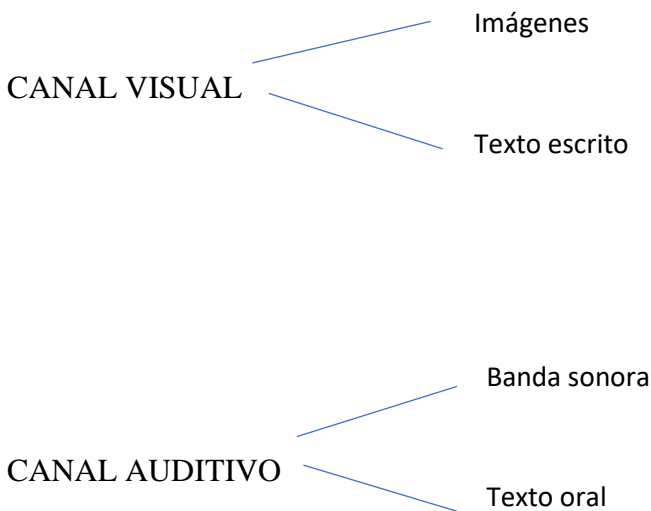 Imágenes
CANAL VISUAL
Texto escrito
Banda sonora
CANAL AUDITIVO
Texto oral